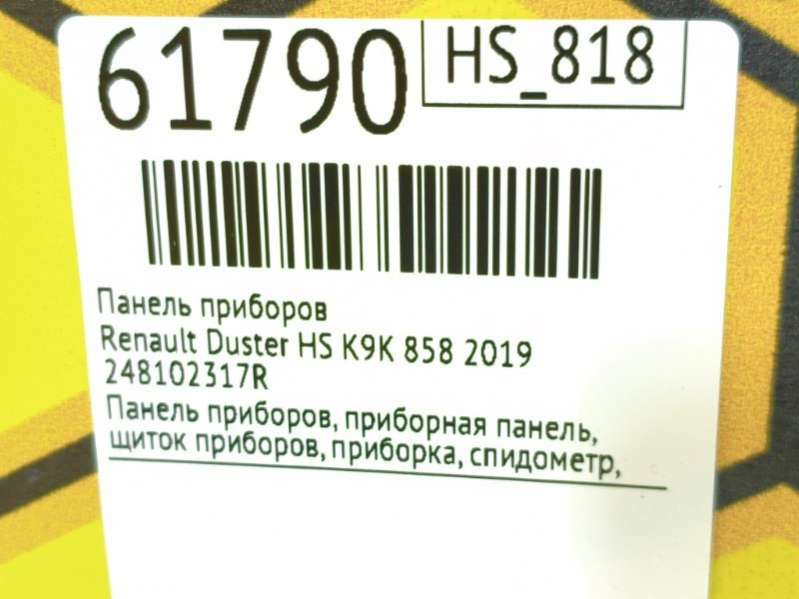 61790
HS_818
Панель приборов
Renault Duster HS K9K 858 2019
248102317R
Панель приборов, приборная панель,
щиток приборов, приборка, спидометр,